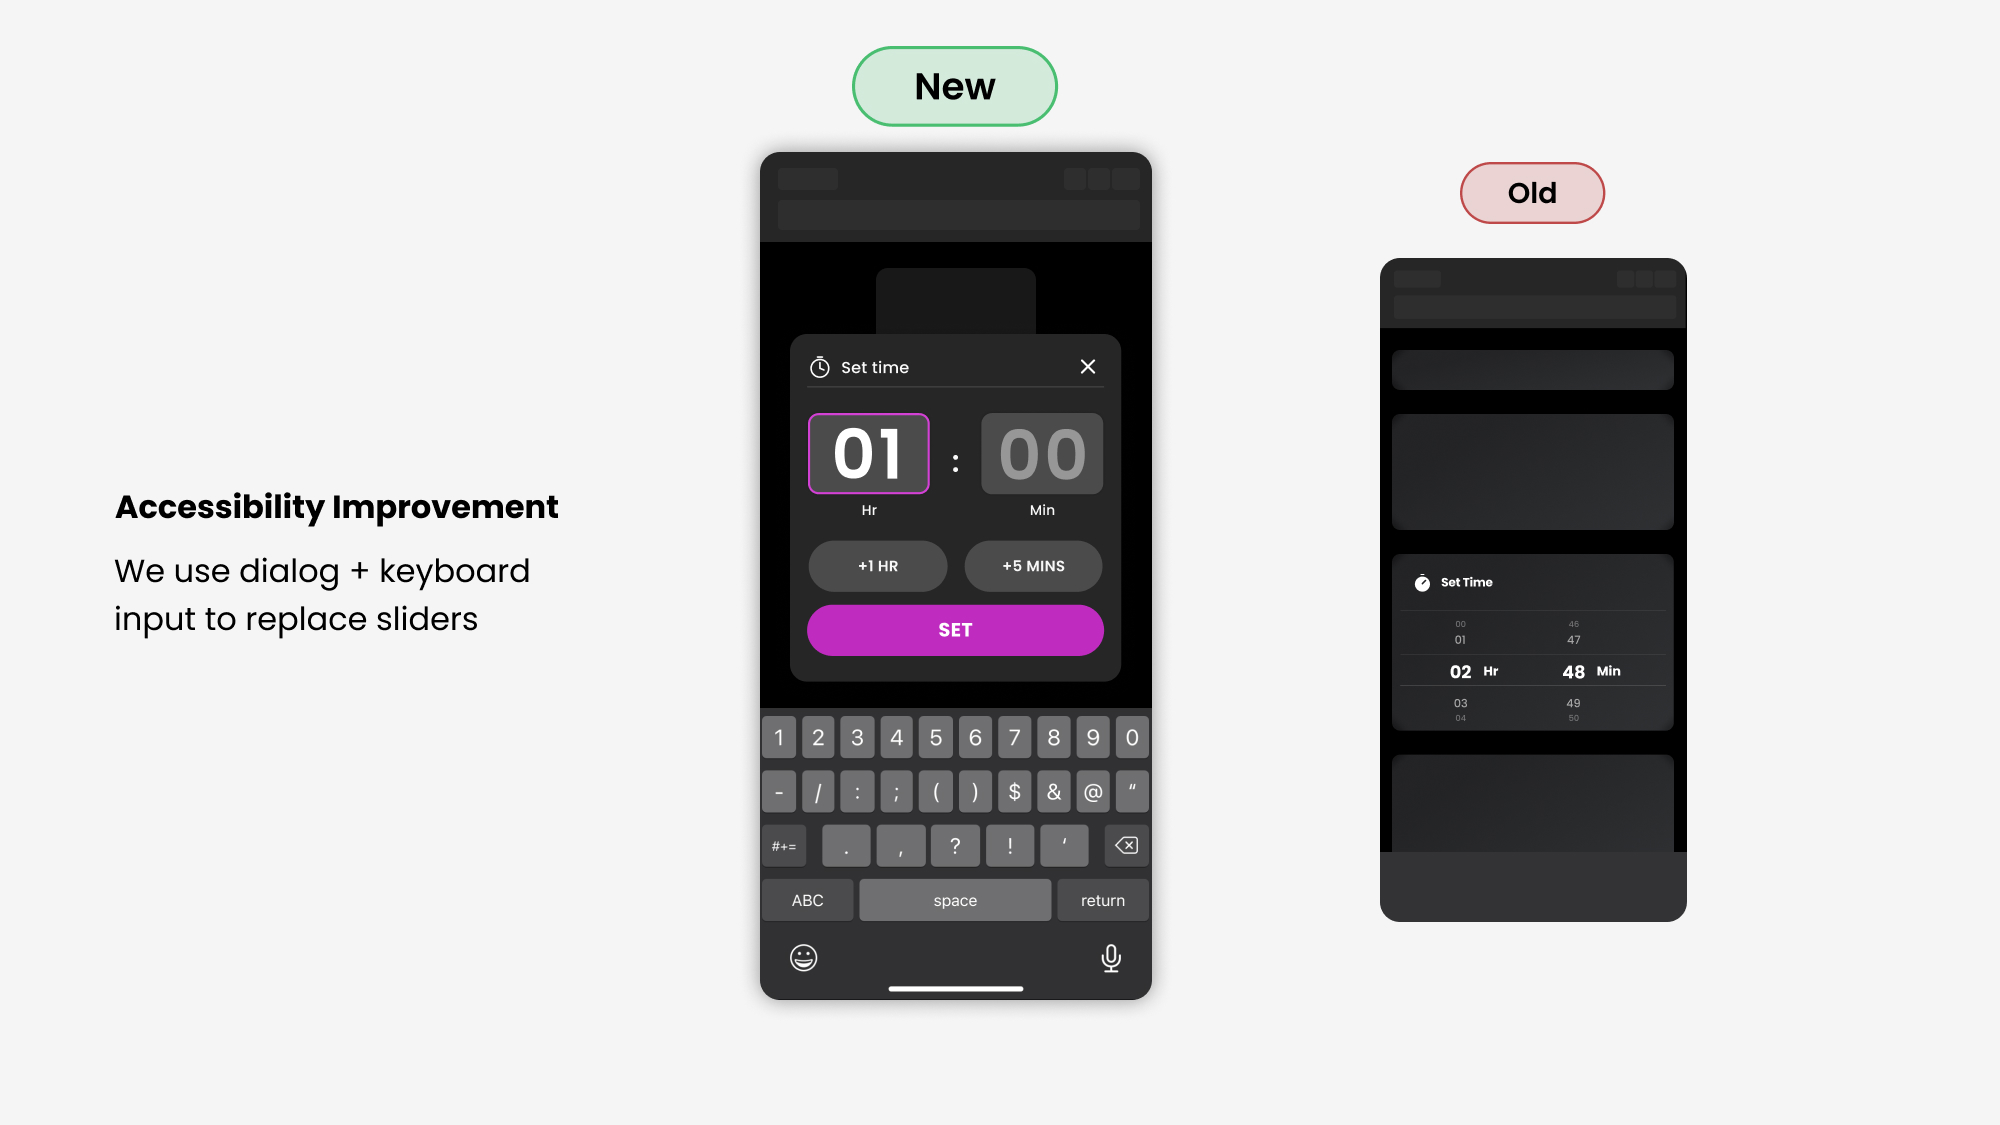 New
Old
Accessibility Improvement
We use dialog + keyboard
input to replace sliders
Set time
01 : 00
Hr Min
+1 HR +5 MINS
SET
1 2 3 4 5 6 7 8 9 0
- / : ; ( ) $ & @ “
#+= . , ? ! ‘
ABC space return
Set Time
00 46
01 47
02 Hr 48 Min
03 49
04 50